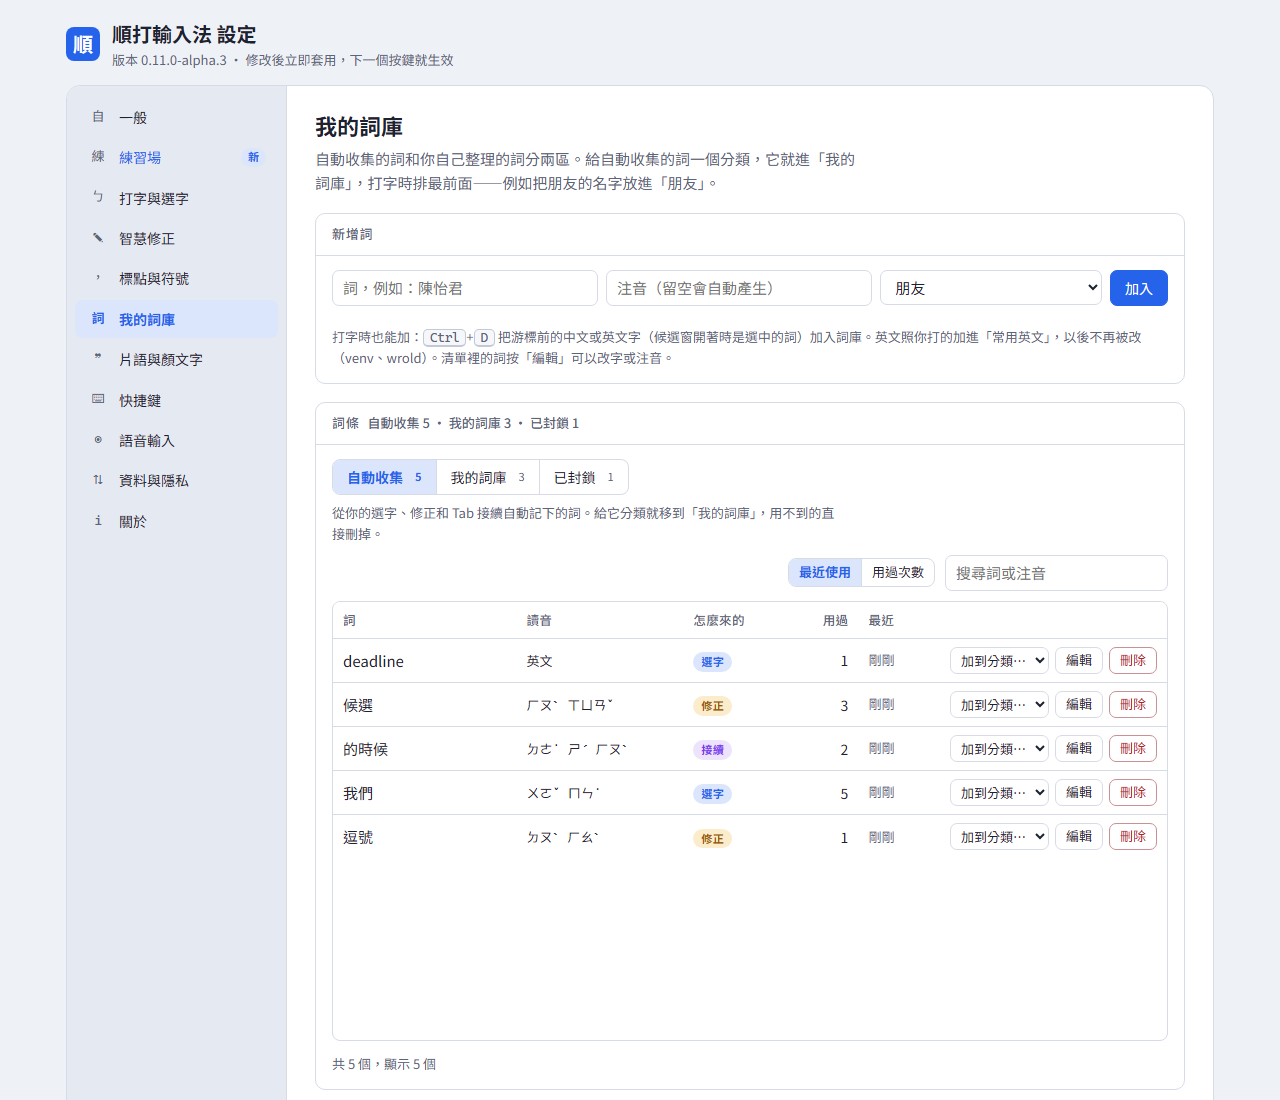 順 順打輸入法 設定
版本 0.11.0-alpha.3 • 修改後立即套用，下一個按鍵就生效
自 一般
練 練習場 新
ㄅ 打字與選字
✎ 智慧修正
， 標點與符號
詞 我的詞庫
❞ 片語與顏文字
⌨ 快捷鍵
◉ 語音輸入
⇅ 資料與隱私
i 關於
我的詞庫
自動收集的詞和你自己整理的詞分兩區。給自動收集的詞一個分類，它就進「我的
詞庫」，打字時排最前面——例如把朋友的名字放進「朋友」。
新增詞
詞，例如：陳怡君 注音（留空會自動產生） 朋友 加入
打字時也能加：Ctrl+D 把游標前的中文或英文字（候選窗開著時是選中的詞）加入詞庫。英文照你打的加進「常用英文」，以後不再被改
（venv、wrold）。清單裡的詞按「編輯」可以改字或注音。
詞條 自動收集 5 • 我的詞庫 3 • 已封鎖 1
自動收集 5 我的詞庫 3 已封鎖 1
從你的選字、修正和 Tab 接續自動記下的詞。給它分類就移到「我的詞庫」，用不到的直
接刪掉。
最近使用 用過次數 搜尋詞或注音
詞 讀音 怎麼來的 用過 最近
deadline 英文 選字 1 剛剛 加到分類… 編輯 刪除
候選 ㄏㄡˋ ㄒㄩㄢˇ 修正 3 剛剛 加到分類… 編輯 刪除
的時候 ㄉㄜ˙ ㄕˊ ㄏㄡˋ 接續 2 剛剛 加到分類… 編輯 刪除
我們 ㄨㄛˇ ㄇㄣ˙ 選字 5 剛剛 加到分類… 編輯 刪除
逗號 ㄉㄡˋ ㄏㄠˋ 修正 1 剛剛 加到分類… 編輯 刪除
共 5 個，顯示 5 個